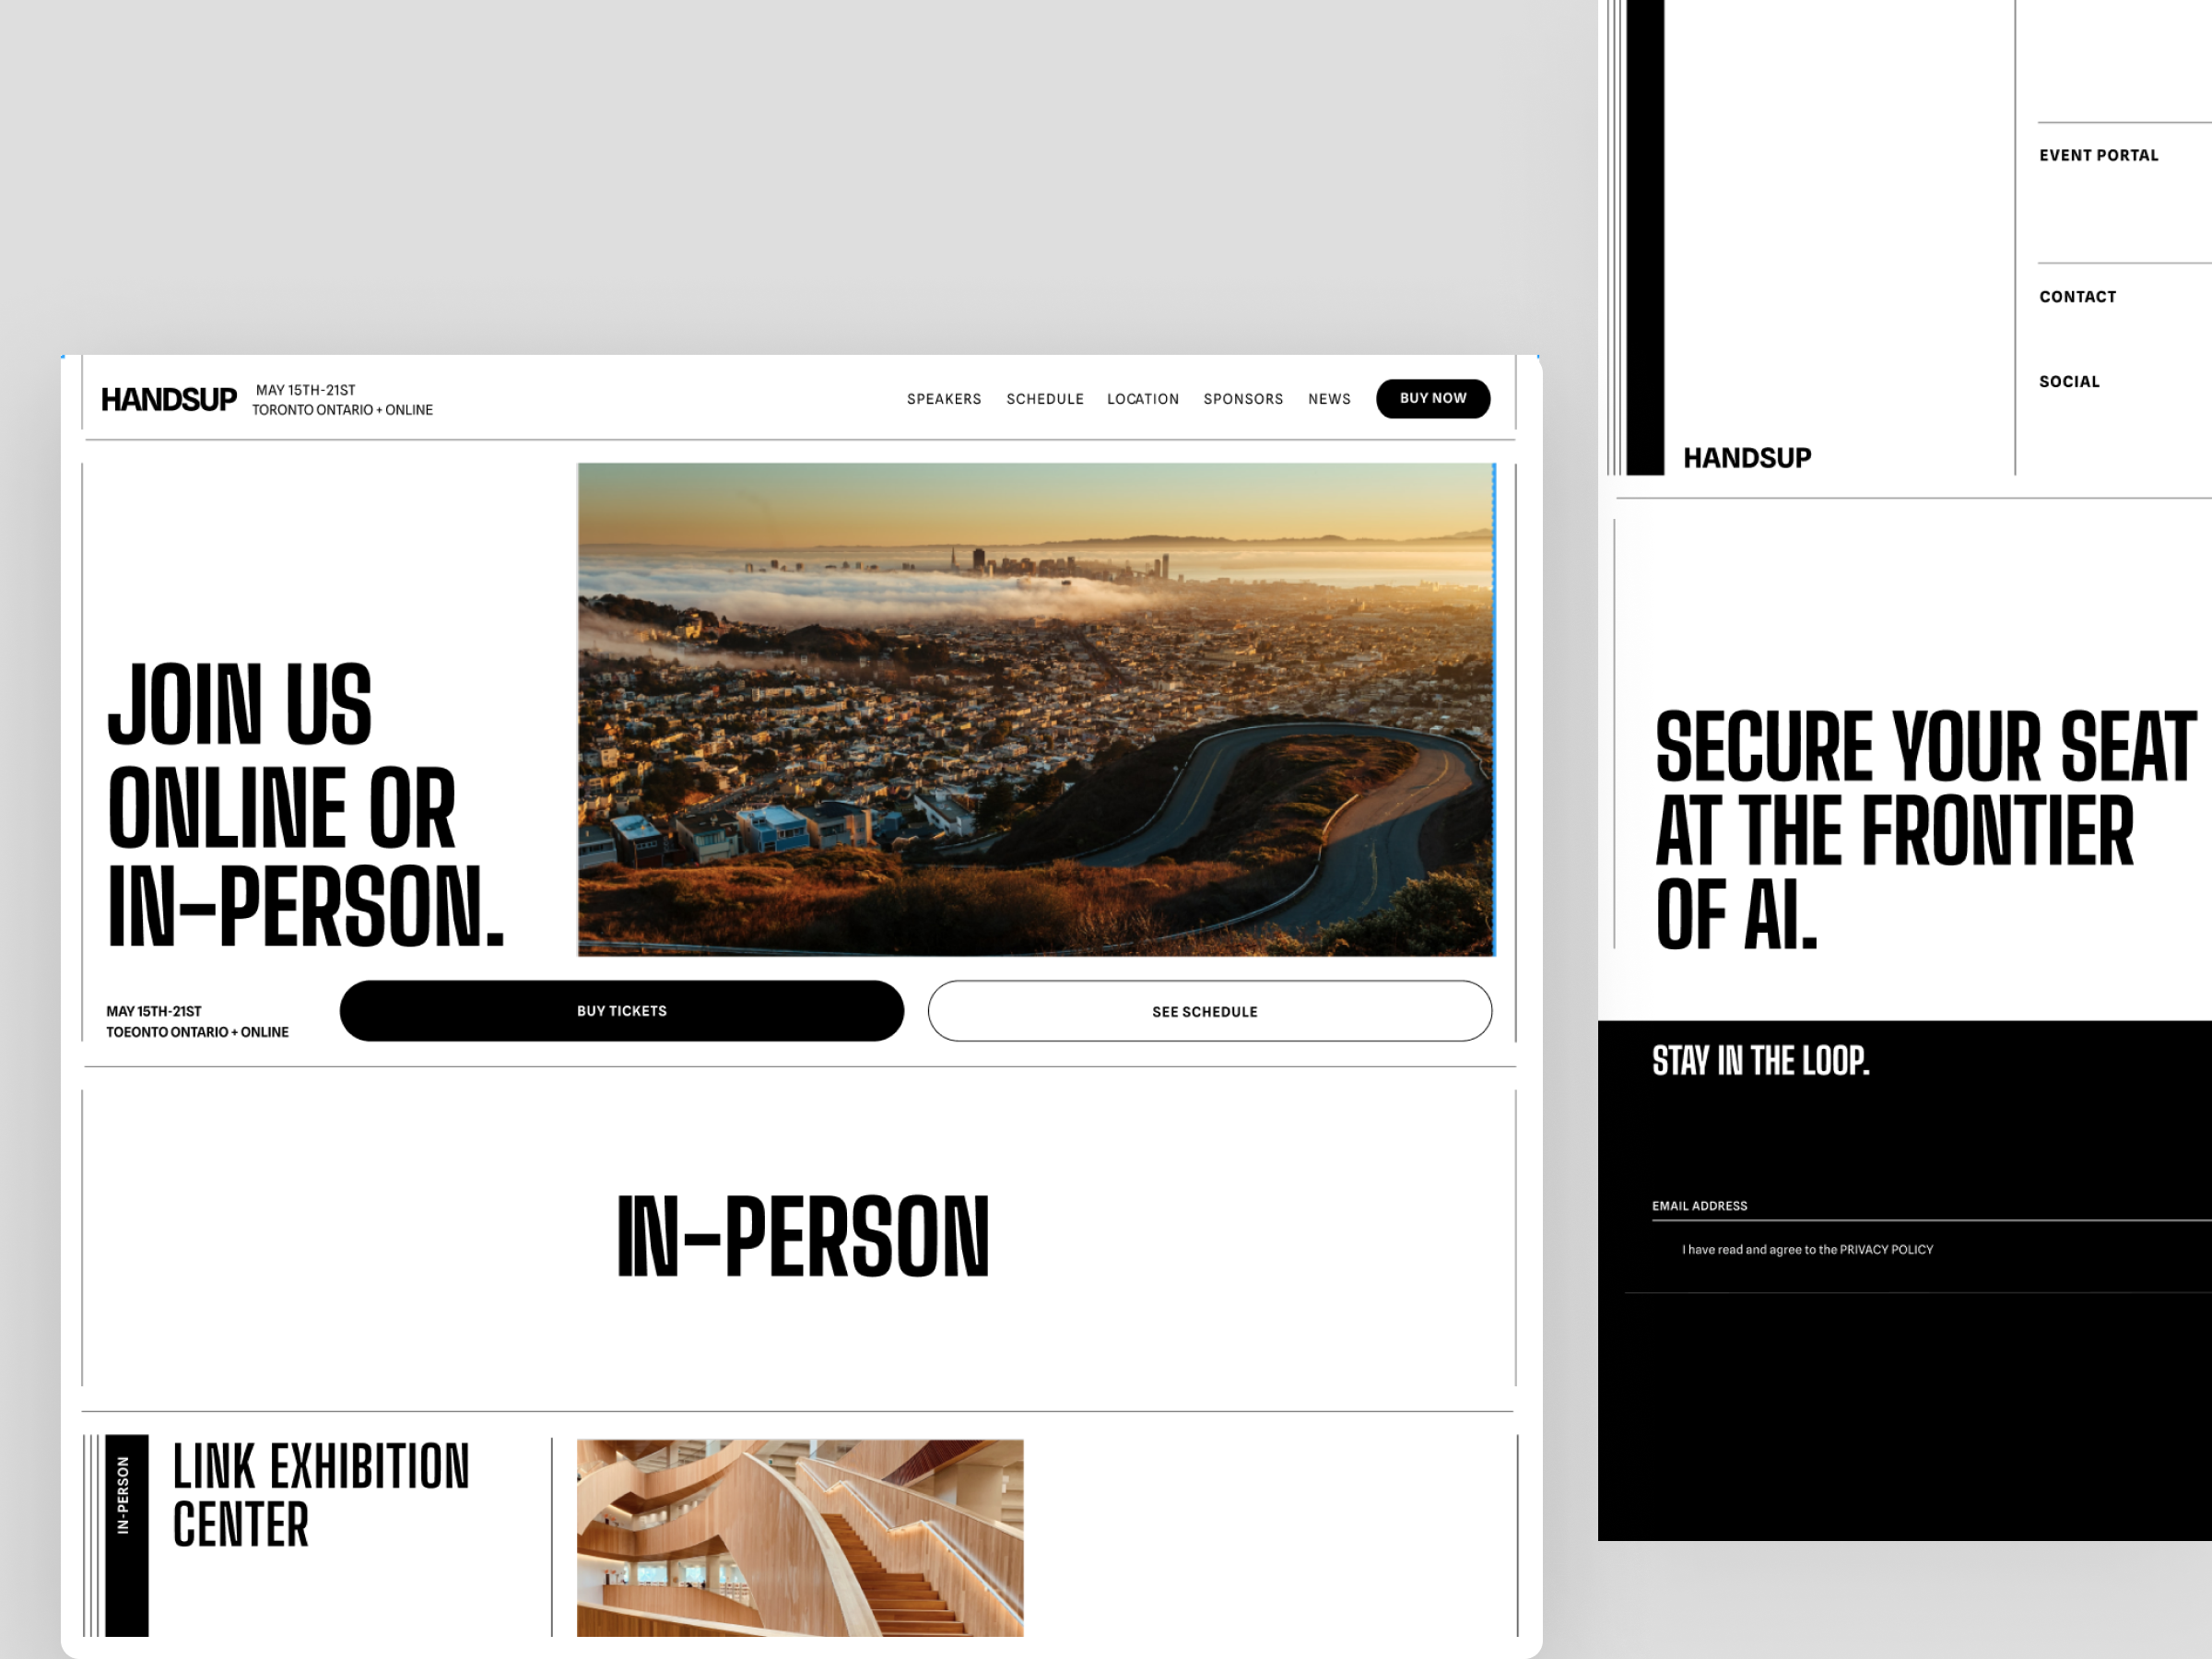 HANDSUP
MAY 15TH-21ST
TORONTO ONTARIO + ONLINE
SPEAKERS
SCHEDULE
LOCATION
SPONSORS
NEWS
BUY NOW
JOIN US
ONLINE OR
IN-PERSON.
MAY 15TH-21ST
TOEONTO ONTARIO + ONLINE
BUY TICKETS
SEE SCHEDULE
IN-PERSON
IN-PERSON
LINK EXHIBITION
CENTER
EVENT PORTAL
CONTACT
SOCIAL
HANDSUP
SECURE YOUR SEAT
AT THE FRONTIER
OF AI.
STAY IN THE LOOP.
EMAIL ADDRESS
I have read and agree to the PRIVACY POLICY